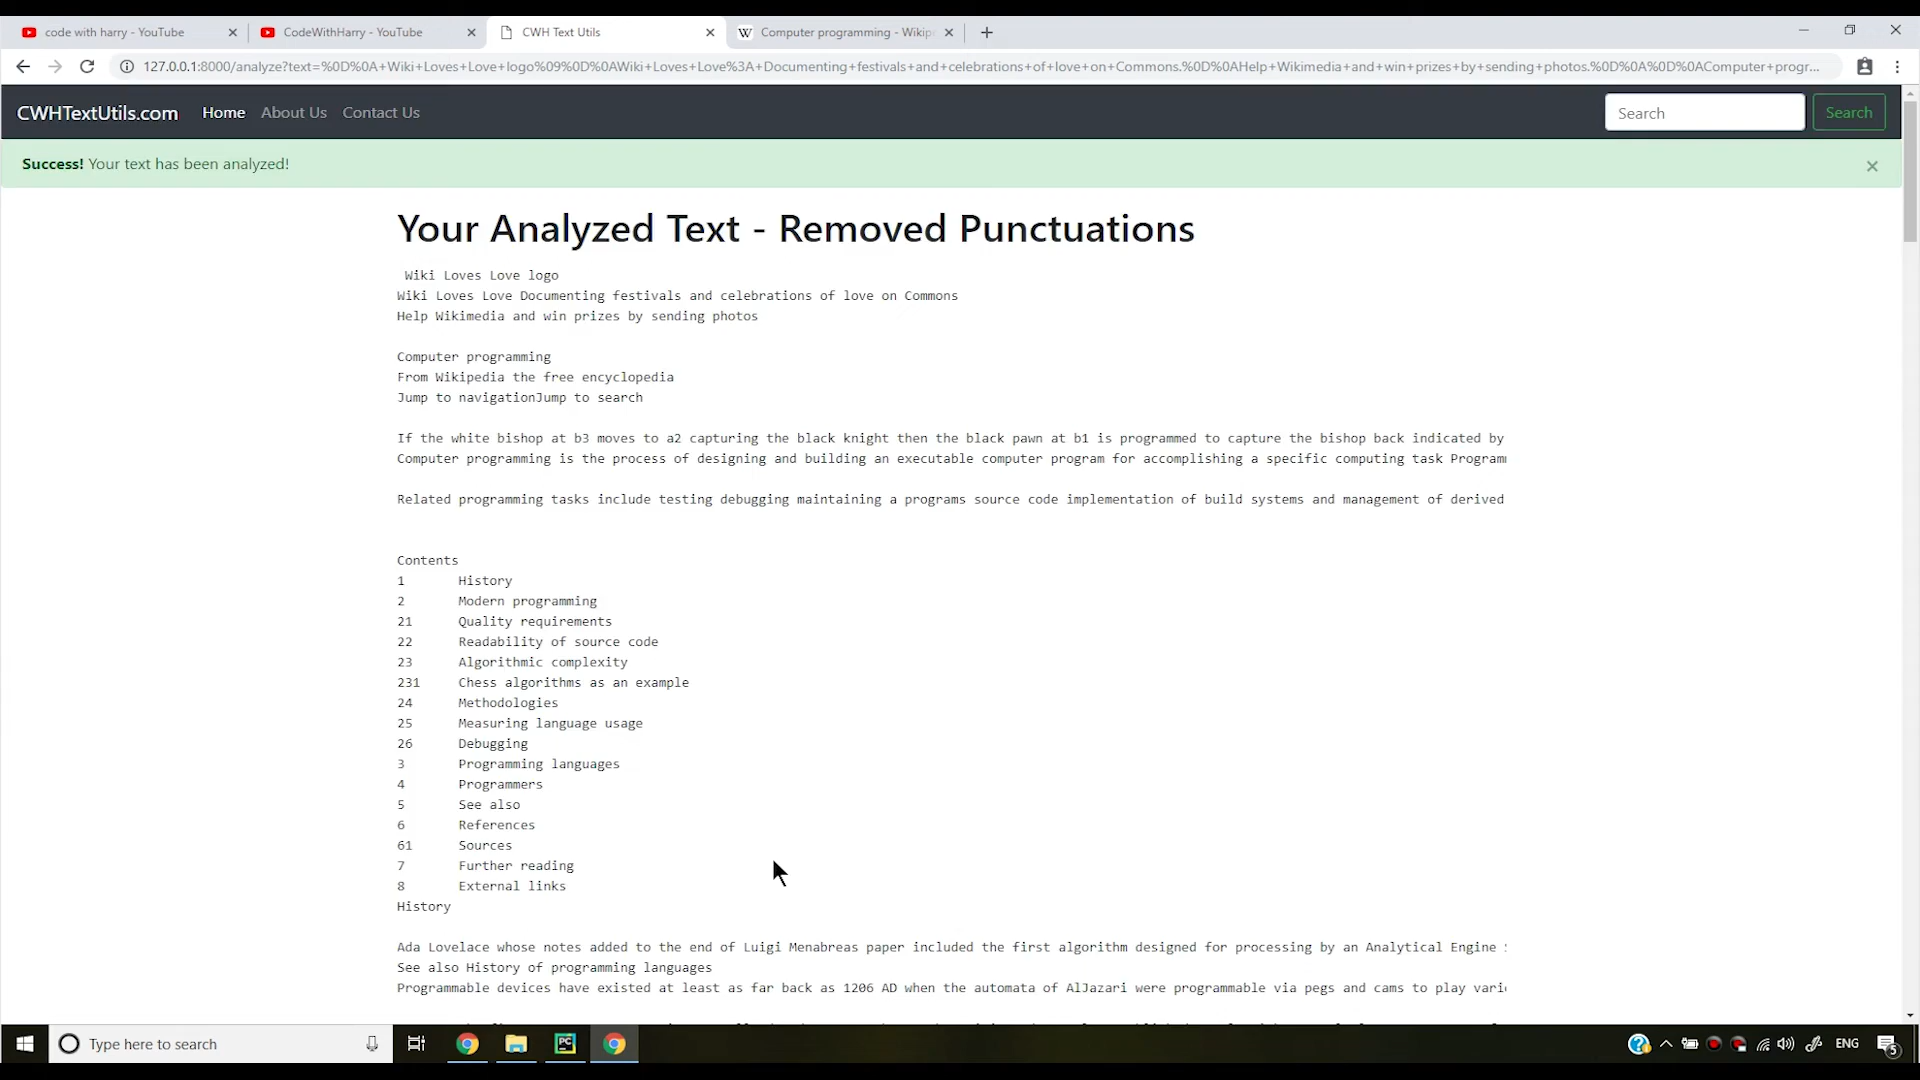 code with harry - YouTube
CodeWithHarry - YouTube
CWH Text Utils
Computer programming - Wikip
127.0.0.1:8000/analyze?text=%0D%0A+Wiki+Loves+Love+logo%09%0D%0AWiki+Loves+Love%3A+Documenting+festivals+and+celebrations+of+love+on+Commons.%0D%0AHelp+Wikimedia+and+win+prizes+by+sending+photos.%0D%0A%0D%0AComputer+progr...
CWHTextUtils.com
Home
About Us
Contact Us
Search
Search
Success! Your text has been analyzed!
×
Your Analyzed Text - Removed Punctuations
Wiki Loves Love logo
Wiki Loves Love Documenting festivals and celebrations of love on Commons
Help Wikimedia and win prizes by sending photos
Computer programming
From Wikipedia the free encyclopedia
Jump to navigationJump to search
If the white bishop at b3 moves to a2 capturing the black knight then the black pawn at b1 is programmed to capture the bishop back indicated by
Computer programming is the process of designing and building an executable computer program for accomplishing a specific computing task Program
Related programming tasks include testing debugging maintaining a programs source code implementation of build systems and management of derived
Contents
1 History
2 Modern programming
21 Quality requirements
22 Readability of source code
23 Algorithmic complexity
231 Chess algorithms as an example
24 Methodologies
25 Measuring language usage
26 Debugging
3 Programming languages
4 Programmers
5 See also
6 References
61 Sources
7 Further reading
8 External links
History
Ada Lovelace whose notes added to the end of Luigi Menabreas paper included the first algorithm designed for processing by an Analytical Engine
See also History of programming languages
Programmable devices have existed at least as far back as 1206 AD when the automata of AlJazari were programmable via pegs and cams to play vari
Type here to search
PC
ENG
5